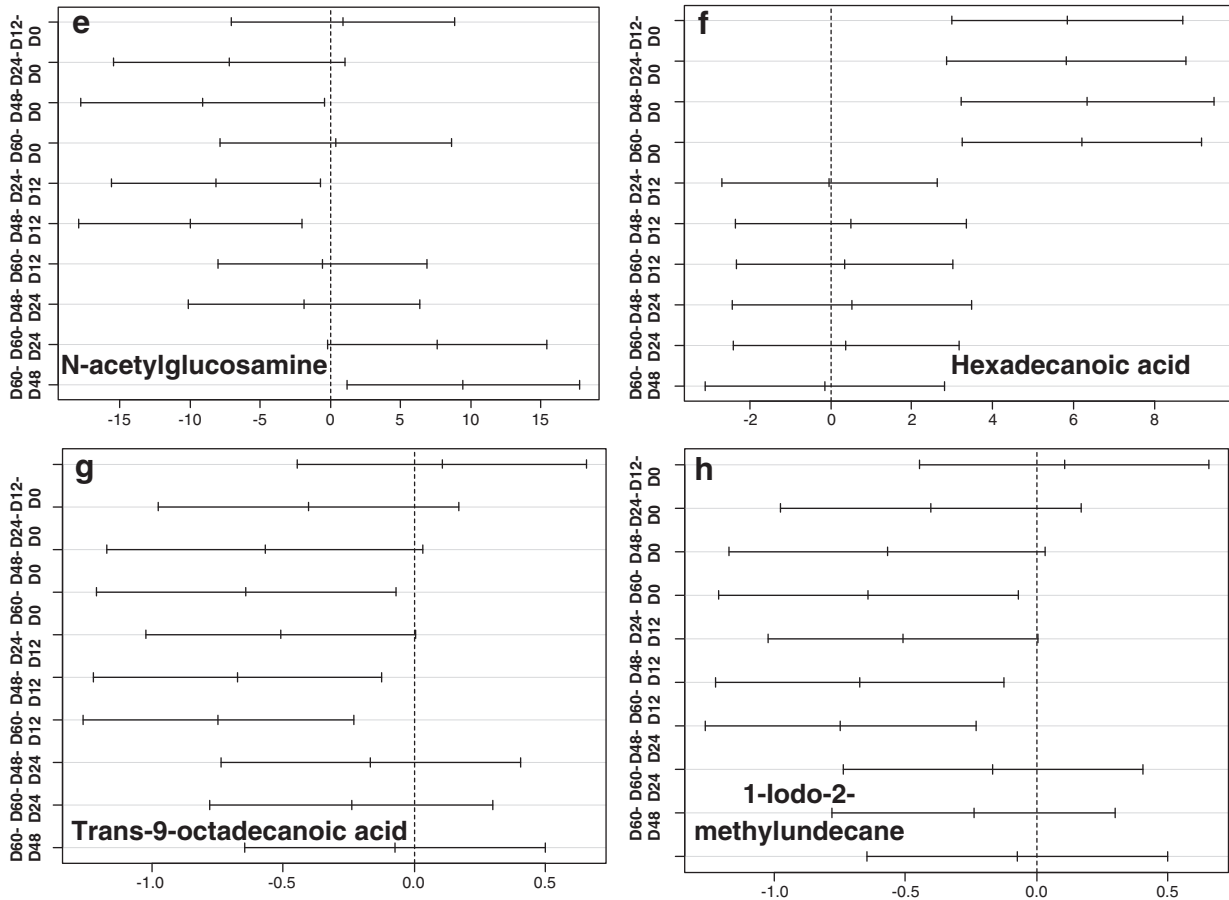 e
D12-
D0
D24-
D0
D48-
D0
D60-
D0
D24-
D12
D48-
D12
D60-
D12
D48-
D24
D60-
D24
D60-
D48
N-acetylglucosamine
-15 -10 -5 0 5 10 15
f
D12-
D0
D24-
D0
D48-
D0
D60-
D0
D24-
D12
D48-
D12
D60-
D12
D48-
D24
D60-
D24
D60-
D48
Hexadecanoic acid
-2 0 2 4 6 8
g
D12-
D0
D24-
D0
D48-
D0
D60-
D0
D24-
D12
D48-
D12
D60-
D12
D48-
D24
D60-
D24
D60-
D48
Trans-9-octadecanoic acid
-1.0 -0.5 0.0 0.5
h
D12-
D0
D24-
D0
D48-
D0
D60-
D0
D24-
D12
D48-
D12
D60-
D12
D48-
D24
D60-
D24
D60-
D48
1-Iodo-2-
methylundecane
-1.0 -0.5 0.0 0.5